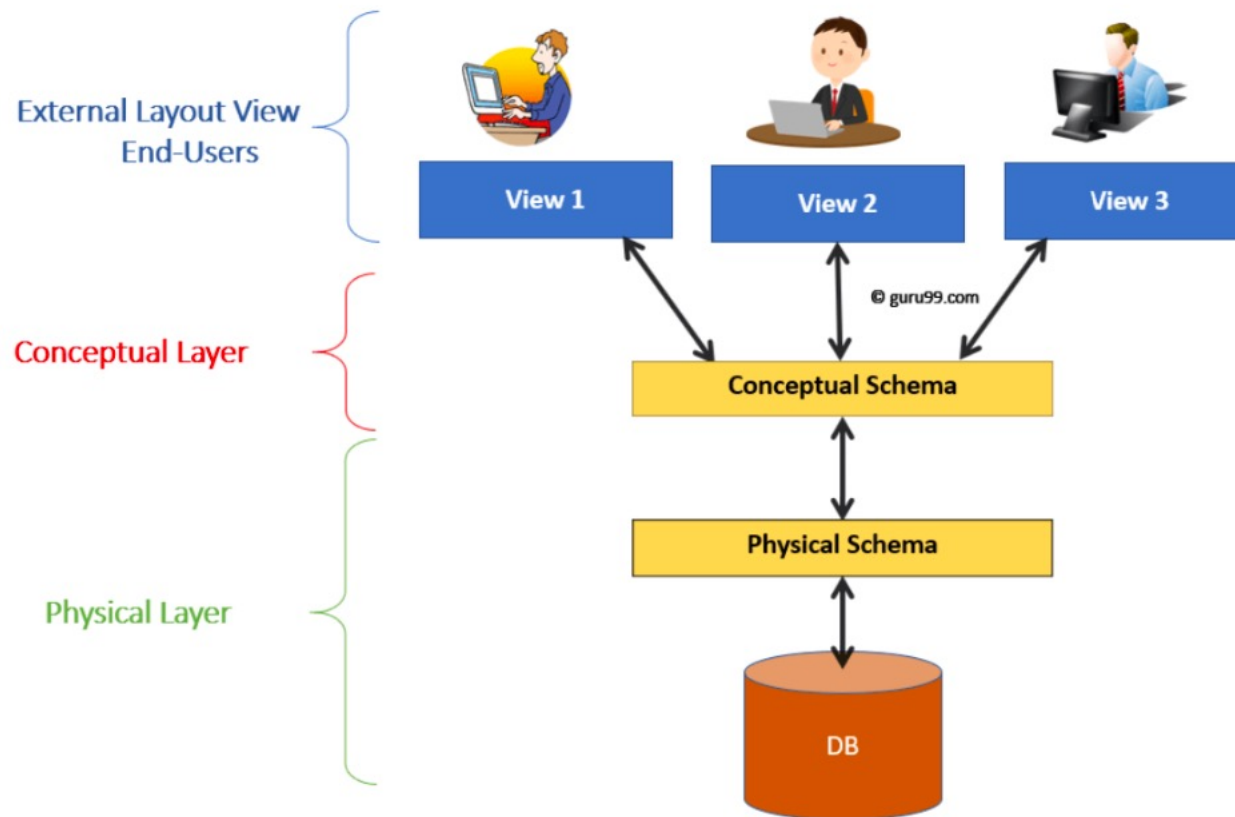 External Layout View
End-Users
View 1
View 2
View 3
© guru99.com
Conceptual Layer
Conceptual Schema
Physical Schema
Physical Layer
DB